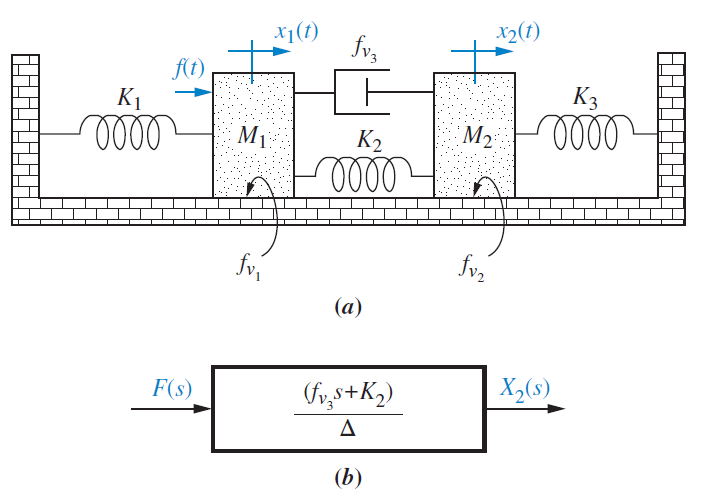 x₁(t) fᵥ₃ x₂(t)
f(t)
K₁ K₃
M₁ K₂ M₂
fᵥ₁ fᵥ₂
(a)
F(s) (fᵥ₃s+K₂) X₂(s)
Δ
(b)